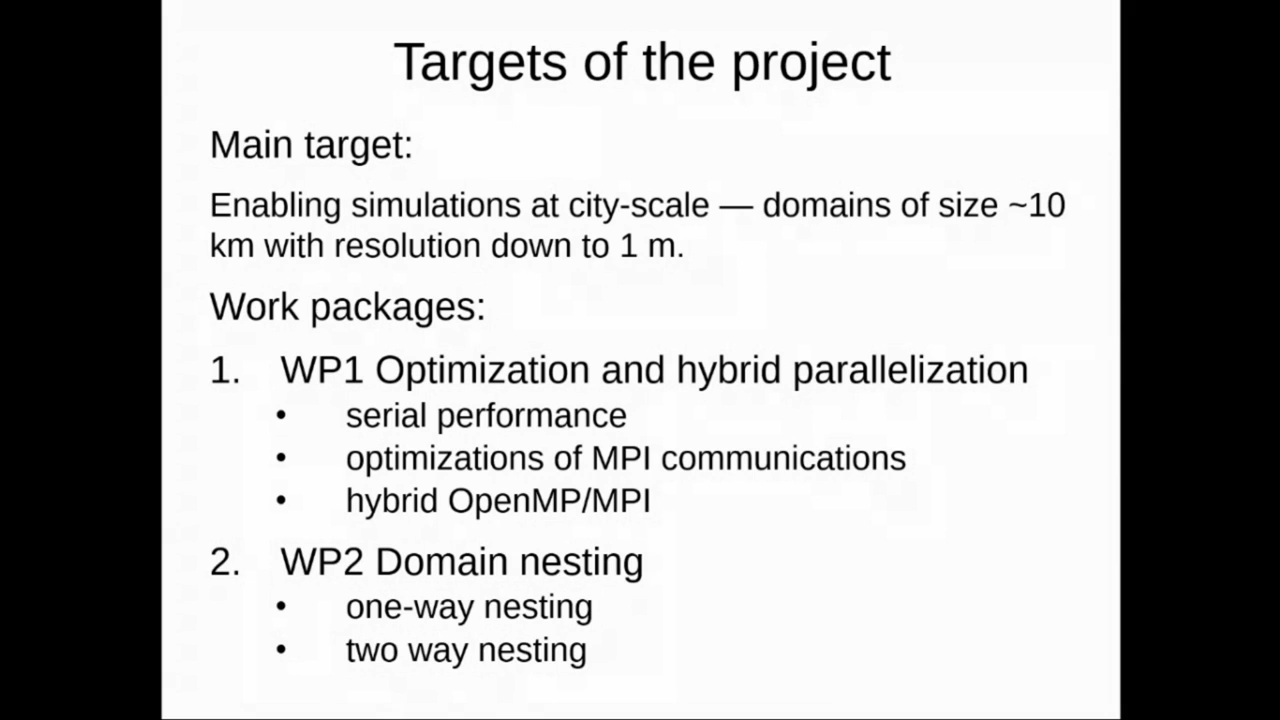 Targets of the project
Main target:
Enabling simulations at city-scale — domains of size ~10
km with resolution down to 1 m.
Work packages:
1. WP1 Optimization and hybrid parallelization
• serial performance
• optimizations of MPI communications
• hybrid OpenMP/MPI
2. WP2 Domain nesting
• one-way nesting
• two way nesting